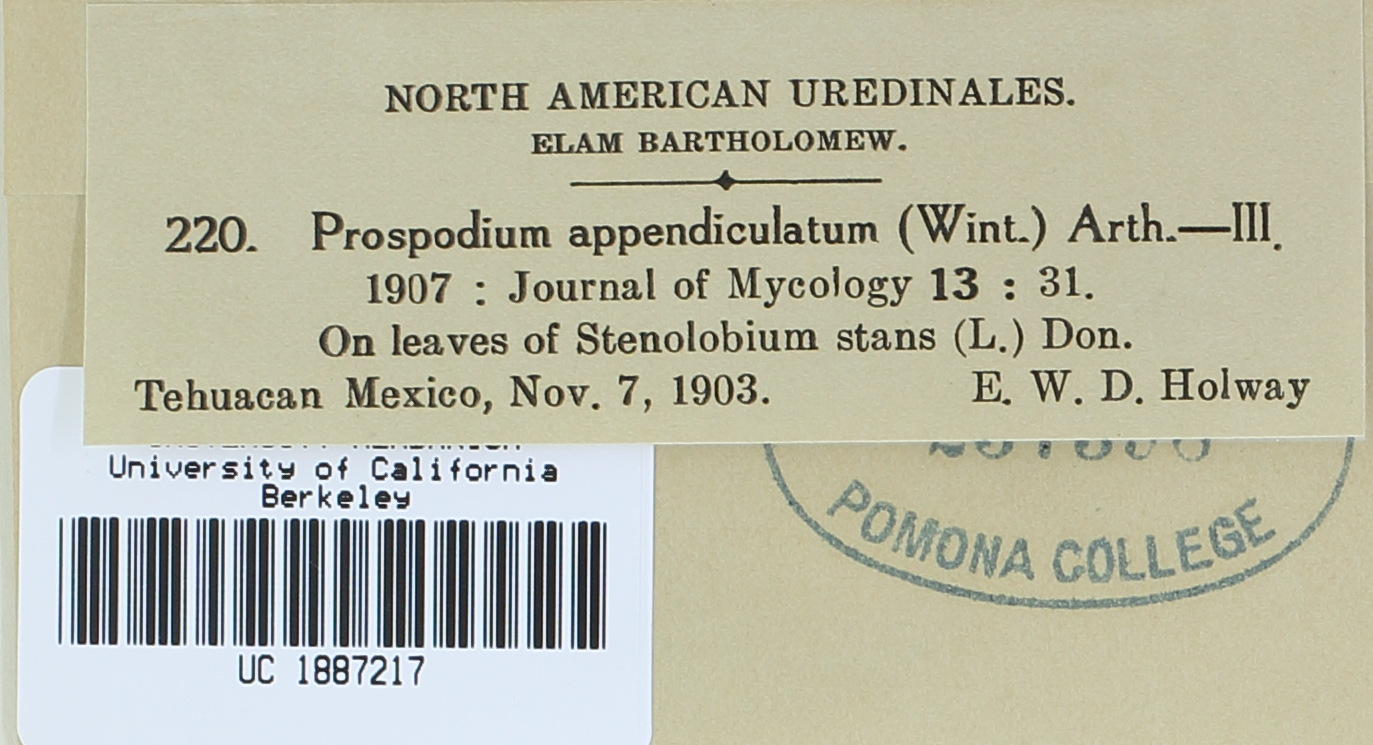 NORTH AMERICAN UREDINALES.
ELAM BARTHOLOMEW.
220. Prospodium appendiculatum (Wint.) Arth.—III.
1907 : Journal of Mycology 13 : 31.
On leaves of Stenolobium stans (L.) Don.
Tehuacan Mexico, Nov. 7, 1903. E. W. D. Holway
University of California
Berkeley
UC 1887217
POMONA COLLEGE